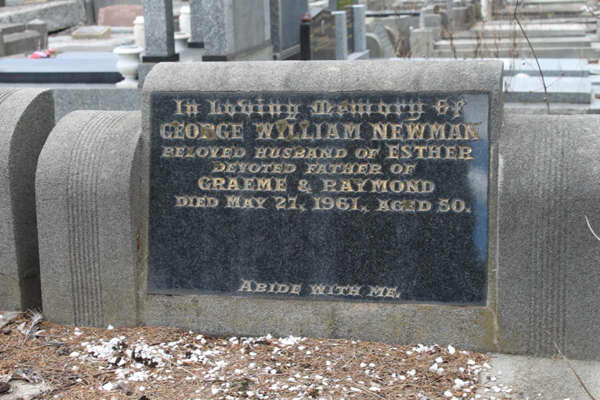 In Loving Memory Of
GEORGE WILLIAM NEWMAN
BELOVED HUSBAND OF ESTHER
DEVOTED FATHER OF
GRAEME & RAYMOND
DIED MAY 27, 1961, AGED 50.
ABIDE WITH ME.